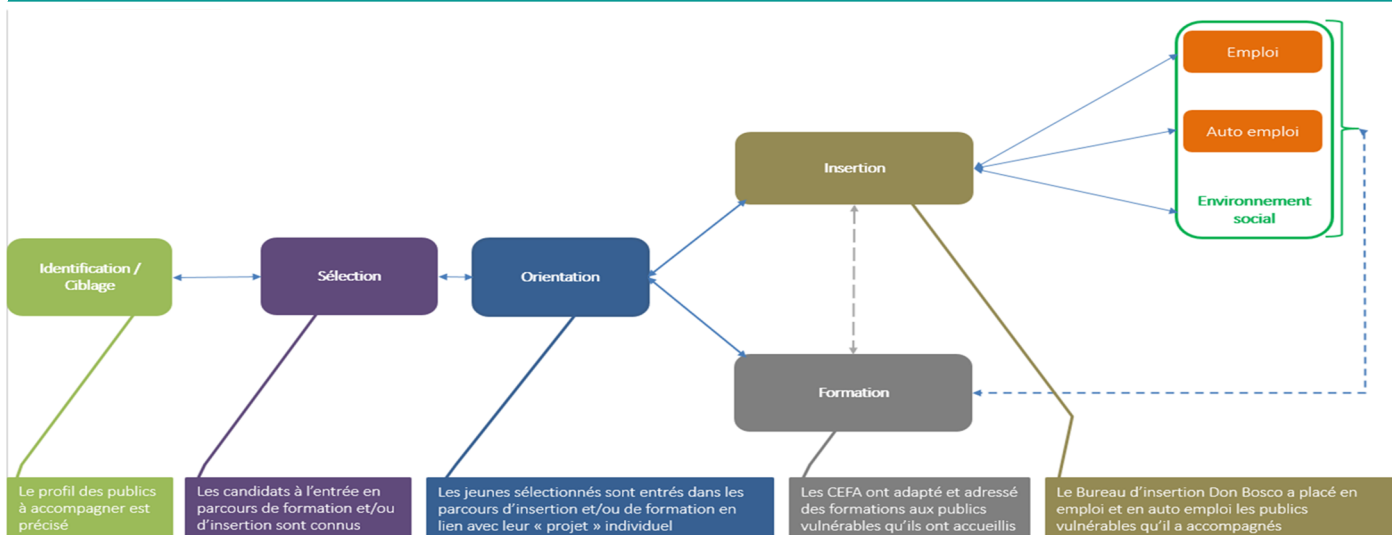 Emploi
Auto emploi
Environnement
social
Insertion
Identification /
Ciblage
Sélection
Orientation
Formation
Le profil des publics
à accompagner est
précisé
Les candidats à l'entrée en
parcours de formation et/ou
d'insertion sont connus
Les jeunes sélectionnés sont entrés dans les
parcours d'insertion et/ou de formation en
lien avec leur « projet » individuel
Les CEFA ont adapté et adressé
des formations aux publics
vulnérables qu'ils ont accueillis
Le Bureau d'insertion Don Bosco a placé en
emploi et en auto emploi les publics
vulnérables qu'il a accompagnés